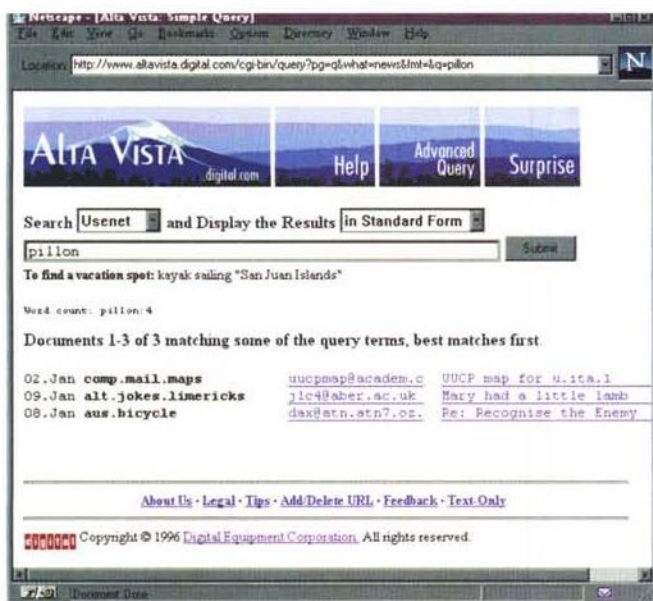 Netscape - [Alta Vista: Simple Query]
File Edit View Go Bookmarks Options Directory Window Help
Location: http://www.altavista.digital.com/cgi-bin/query?pg=q&what=news&fmt=&q=pillon
N
ALTA VISTA
digital.com
Help
Advanced Query
Surprise
Search Usenet and Display the Results in Standard Form
pillon Submit
To find a vacation spot: kayak sailing "San Juan Islands"
Word count: pillon:4
Documents 1-3 of 3 matching some of the query terms, best matches first.
02.Jan comp.mail.maps uucpmap@academ.c UUCP map for u.ita.1
09.Jan alt.jokes.limericks jlc4@aber.ac.uk Mary had a little lamb
08.Jan aus.bicycle dax@atn.atn7.oz. Re: Recognise the Enemy
About Us · Legal · Tips · Add/Delete URL · Feedback · Text-Only
digital Copyright © 1996 Digital Equipment Corporation. All rights reserved.
Document: Done